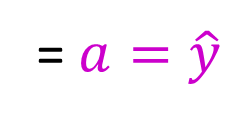 = a = ŷ